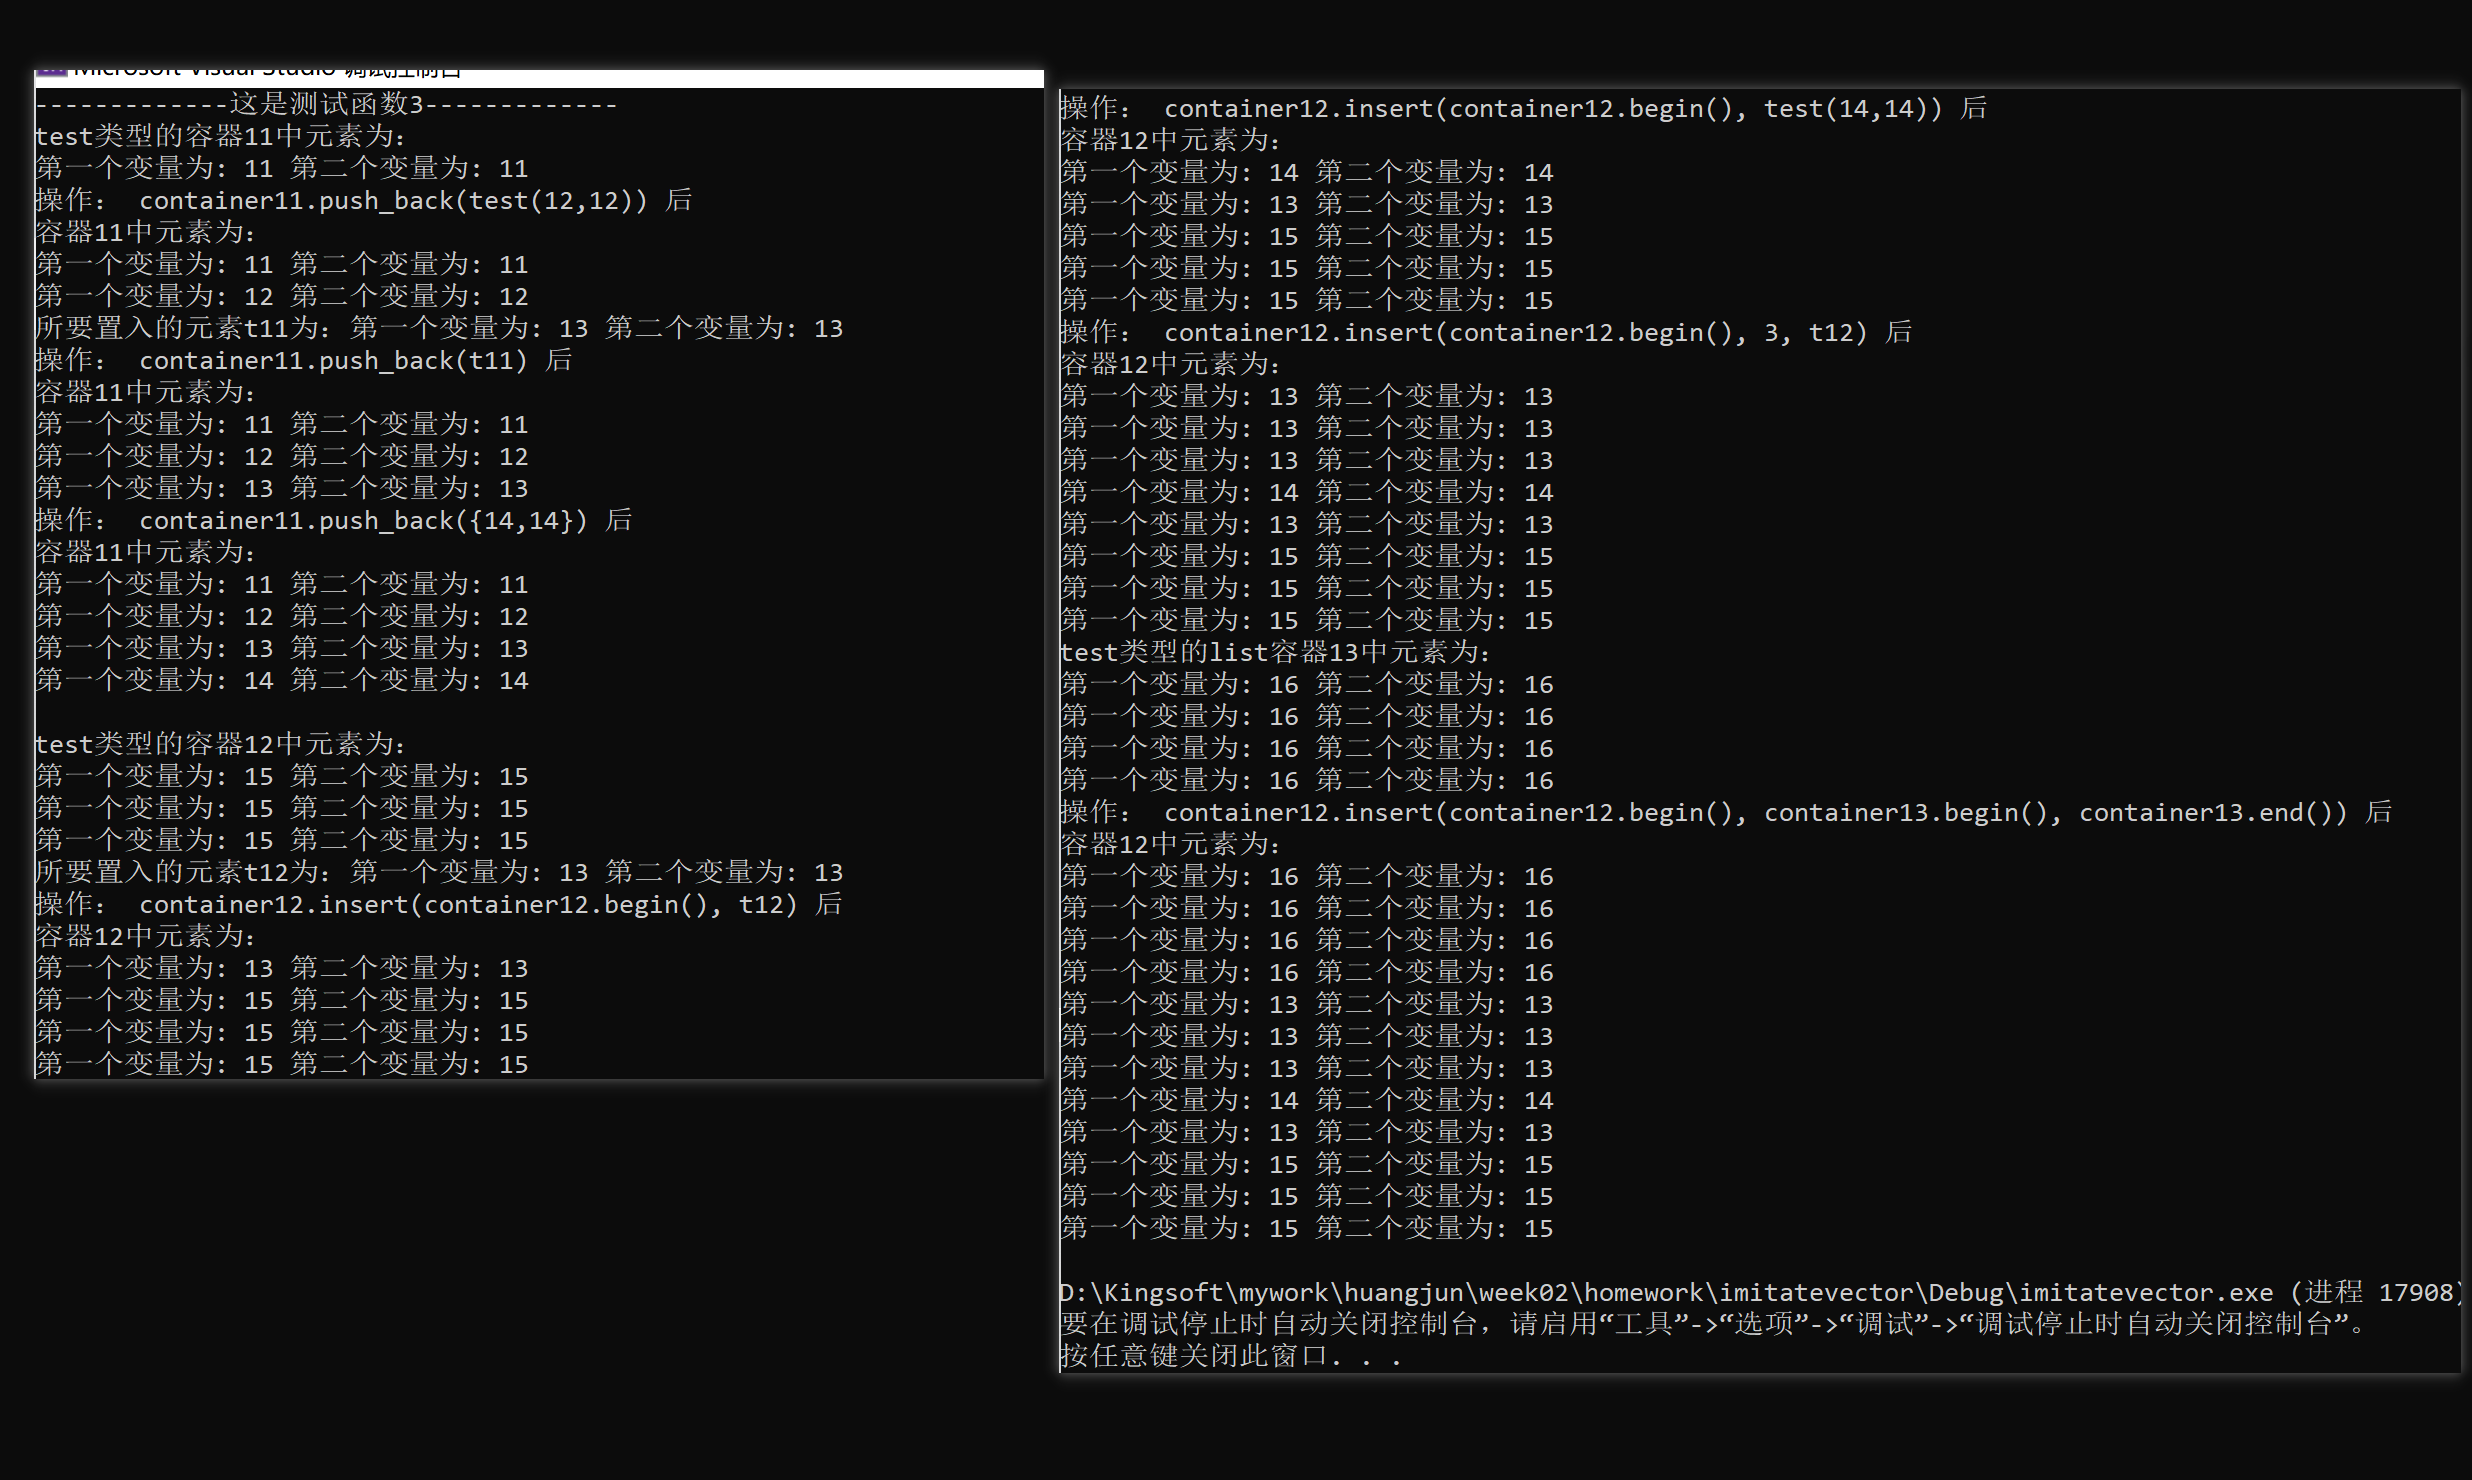 Microsoft Visual Studio 调试控制台
-------------这是测试函数3-------------
test类型的容器11中元素为：
第一个变量为: 11 第二个变量为: 11
操作： container11.push_back(test(12,12)) 后
容器11中元素为：
第一个变量为: 11 第二个变量为: 11
第一个变量为: 12 第二个变量为: 12
所要置入的元素t11为：第一个变量为: 13 第二个变量为: 13
操作： container11.push_back(t11) 后
容器11中元素为：
第一个变量为: 11 第二个变量为: 11
第一个变量为: 12 第二个变量为: 12
第一个变量为: 13 第二个变量为: 13
操作： container11.push_back({14,14}) 后
容器11中元素为：
第一个变量为: 11 第二个变量为: 11
第一个变量为: 12 第二个变量为: 12
第一个变量为: 13 第二个变量为: 13
第一个变量为: 14 第二个变量为: 14
test类型的容器12中元素为：
第一个变量为: 15 第二个变量为: 15
第一个变量为: 15 第二个变量为: 15
第一个变量为: 15 第二个变量为: 15
所要置入的元素t12为：第一个变量为: 13 第二个变量为: 13
操作： container12.insert(container12.begin(), t12) 后
容器12中元素为：
第一个变量为: 13 第二个变量为: 13
第一个变量为: 15 第二个变量为: 15
第一个变量为: 15 第二个变量为: 15
第一个变量为: 15 第二个变量为: 15
操作： container12.insert(container12.begin(), test(14,14)) 后
容器12中元素为：
第一个变量为: 14 第二个变量为: 14
第一个变量为: 13 第二个变量为: 13
第一个变量为: 15 第二个变量为: 15
第一个变量为: 15 第二个变量为: 15
第一个变量为: 15 第二个变量为: 15
操作： container12.insert(container12.begin(), 3, t12) 后
容器12中元素为：
第一个变量为: 13 第二个变量为: 13
第一个变量为: 13 第二个变量为: 13
第一个变量为: 13 第二个变量为: 13
第一个变量为: 14 第二个变量为: 14
第一个变量为: 13 第二个变量为: 13
第一个变量为: 15 第二个变量为: 15
第一个变量为: 15 第二个变量为: 15
第一个变量为: 15 第二个变量为: 15
test类型的list容器13中元素为：
第一个变量为: 16 第二个变量为: 16
第一个变量为: 16 第二个变量为: 16
第一个变量为: 16 第二个变量为: 16
第一个变量为: 16 第二个变量为: 16
操作： container12.insert(container12.begin(), container13.begin(), container13.end()) 后
容器12中元素为：
第一个变量为: 16 第二个变量为: 16
第一个变量为: 16 第二个变量为: 16
第一个变量为: 16 第二个变量为: 16
第一个变量为: 16 第二个变量为: 16
第一个变量为: 13 第二个变量为: 13
第一个变量为: 13 第二个变量为: 13
第一个变量为: 13 第二个变量为: 13
第一个变量为: 14 第二个变量为: 14
第一个变量为: 13 第二个变量为: 13
第一个变量为: 15 第二个变量为: 15
第一个变量为: 15 第二个变量为: 15
第一个变量为: 15 第二个变量为: 15
D:\Kingsoft\mywork\huangjun\week02\homework\imitatevector\Debug\imitatevector.exe (进程 17908)
要在调试停止时自动关闭控制台，请启用“工具”->“选项”->“调试”->“调试停止时自动关闭控制台”。
按任意键关闭此窗口. . .